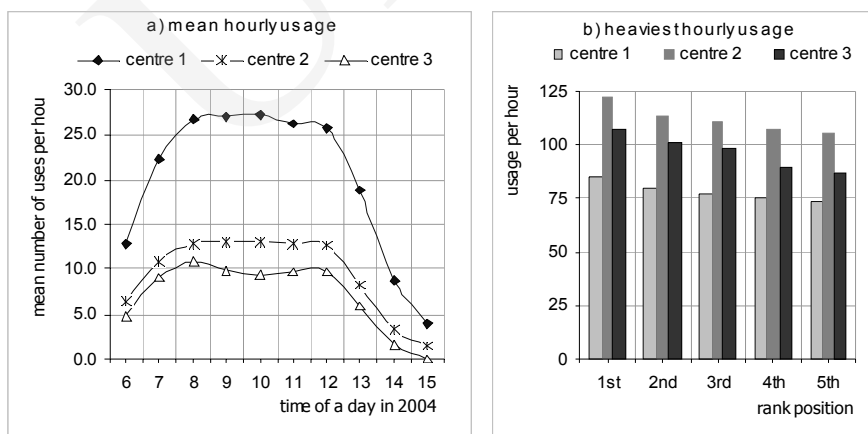 a) mean hourly usage
centre 1 centre 2 centre 3
mean number of uses per hou
30.0
25.0
20.0
15.0
10.0
5.0
0.0
6 7 8 9 10 11 12 13 14 15
time of a day in 2004
b) heaviest hourly usage
centre 1 centre 2 centre 3
usage per hour
125
100
75
50
25
0
1st 2nd 3rd 4th 5th
rank position